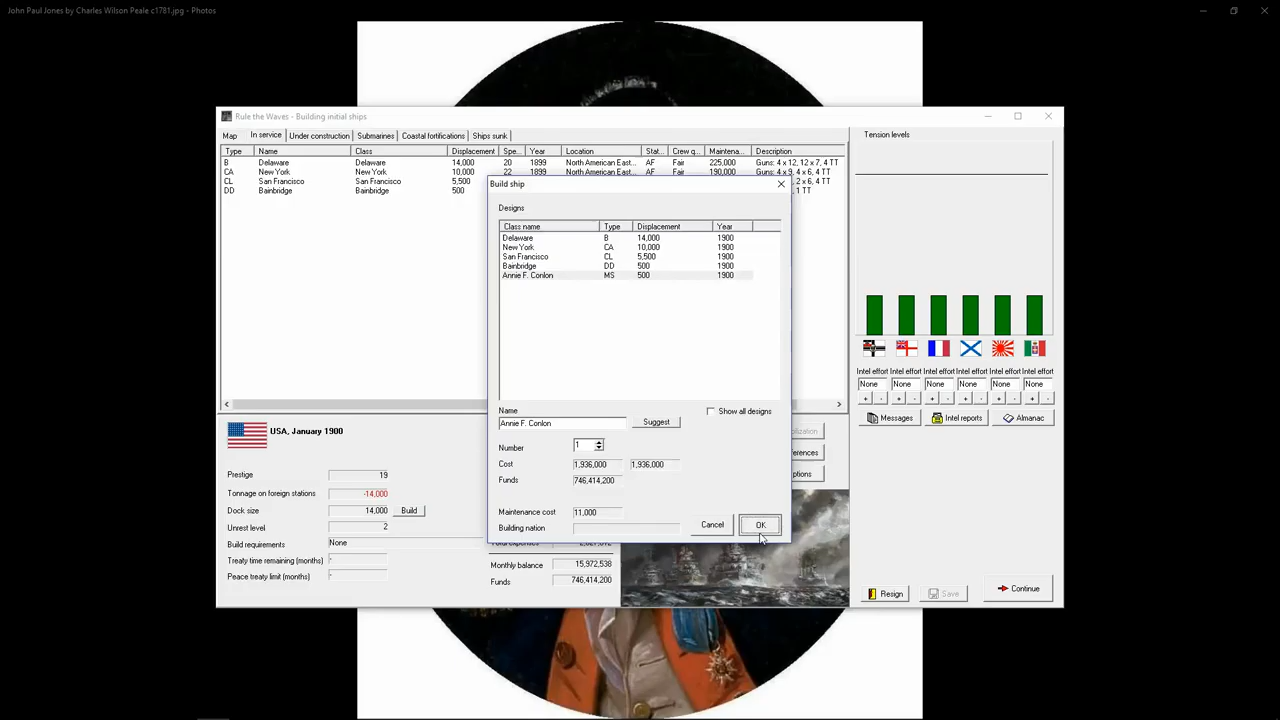 John Paul Jones by Charles Wilson Peale c1781.jpg - Photos
Rule the Waves - Building initial ships
Map In service Under construction Submarines Coastal fortifications Ships sunk
Type Name Class Displacement Spe... Year Location Stat... Crew q... Maintena... Description
B Delaware Delaware 14,000 20 1899 North American East... AF Fair 225,000 Guns: 4 x 12, 12 x 7, 4 TT
CA New York New York 10,000 22 1899 North American East... AF Fair 190,000 Guns: 4 x 9, 4 x 6, 4 TT
CL San Francisco San Francisco 5,500 2 x 6, 4 TT
DD Bainbridge Bainbridge 500 1 TT
Build ship
Designs
Class name Type Displacement Year
Delaware B 14,000 1900
New York CA 10,000 1900
San Francisco CL 5,500 1900
Bainbridge DD 500 1900
Annie F. Conlon MS 500 1900
Name
Show all designs
Annie F. Conlon Suggest
Number 1
Cost 1,936,000 1,936,000
Funds 746,414,200
Maintenance cost 11,000
Building nation
Cancel OK
Tension levels
Intel effort Intel effort Intel effort Intel effort Intel effort Intel effort
None None None None None None
+ - + - + - + - + - + -
Messages Intel reports Almanac
USA, January 1900
Prestige 19
Tonnage on foreign stations -14,000
Dock size 14,000 Build
Unrest level 2
Build requirements None
Treaty time remaining (months) -
Peace treaty limit (months) -
Monthly balance 15,972,538
Funds 746,414,200
Resign Save Continue